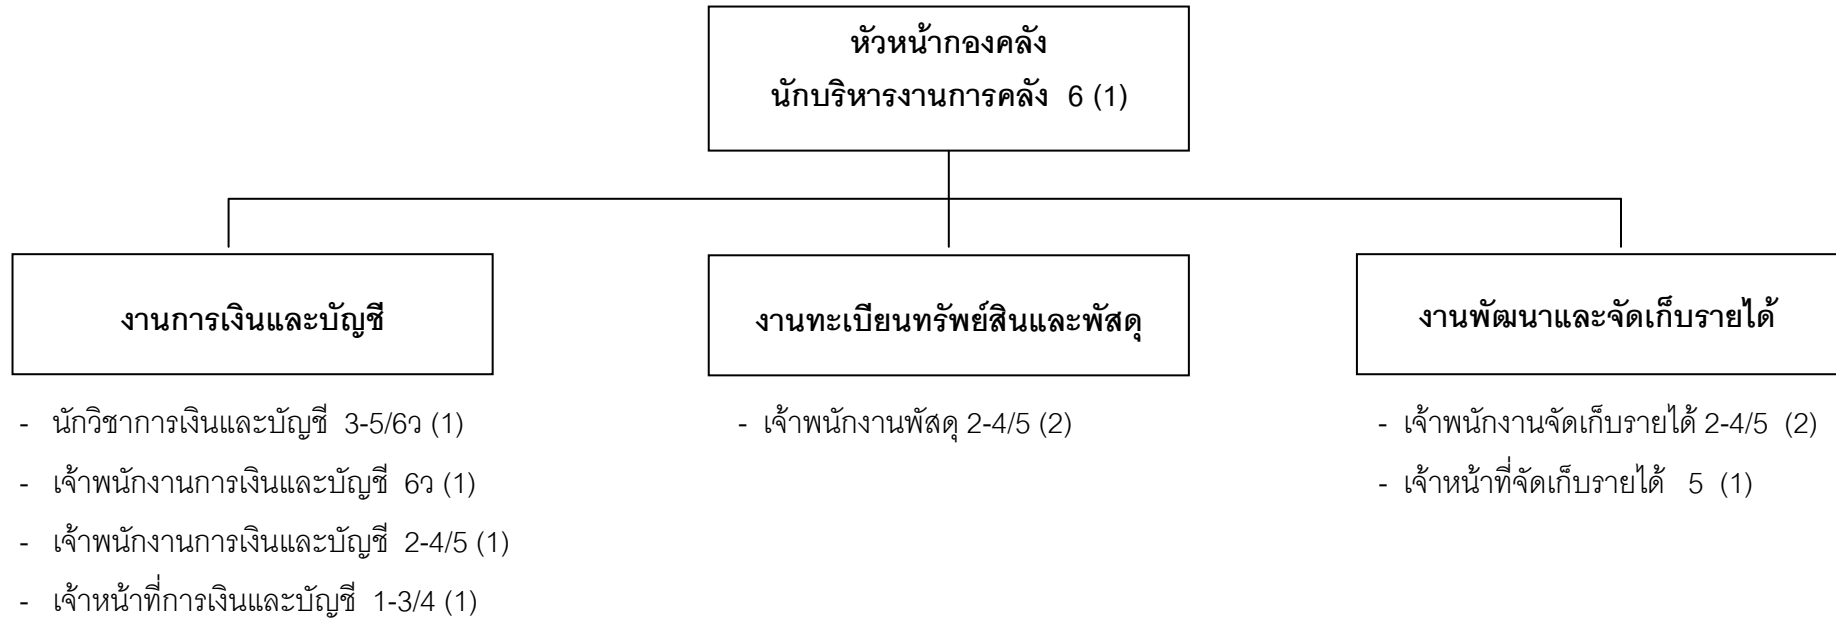 หัวหน้ากองคลัง
นักบริหารงานการคลัง 6 (1)
งานการเงินและบัญชี
งานทะเบียนทรัพย์สินและพัสดุ
งานพัฒนาและจัดเก็บรายได้
- นักวิชาการเงินและบัญชี 3-5/6ว (1)
- เจ้าพนักงานการเงินและบัญชี 6ว (1)
- เจ้าพนักงานการเงินและบัญชี 2-4/5 (1)
- เจ้าหน้าที่การเงินและบัญชี 1-3/4 (1)
- เจ้าพนักงานพัสดุ 2-4/5 (2)
- เจ้าพนักงานจัดเก็บรายได้ 2-4/5 (2)
- เจ้าหน้าที่จัดเก็บรายได้ 5 (1)